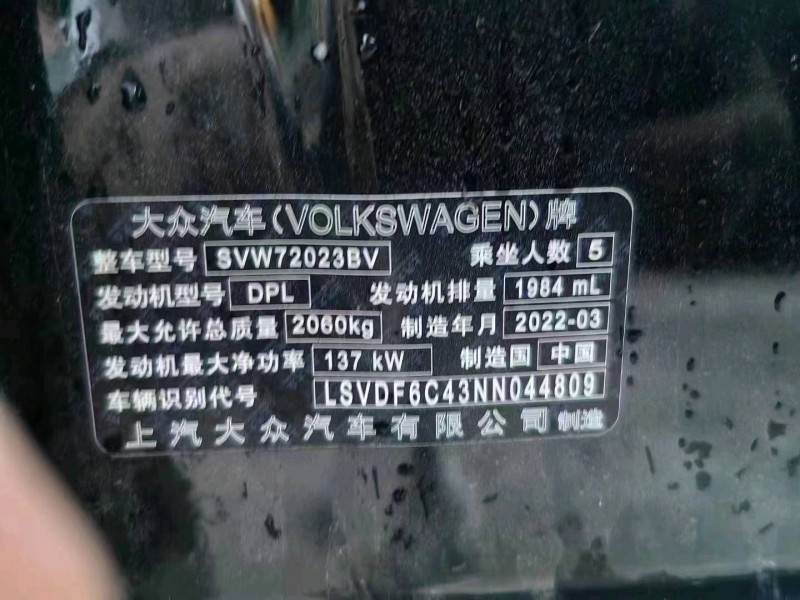 大众汽车(VOLKSWAGEN)牌
整车型号 SVW72023BV 乘坐人数 5
发动机型号 DPL 发动机排量 1984 mL
最大允许总质量 2060kg 制造年月 2022-03
发动机最大净功率 137 kW 制造国 中国
车辆识别代号 LSVDF6C43NN044809
上汽大众汽车有限公司 制造